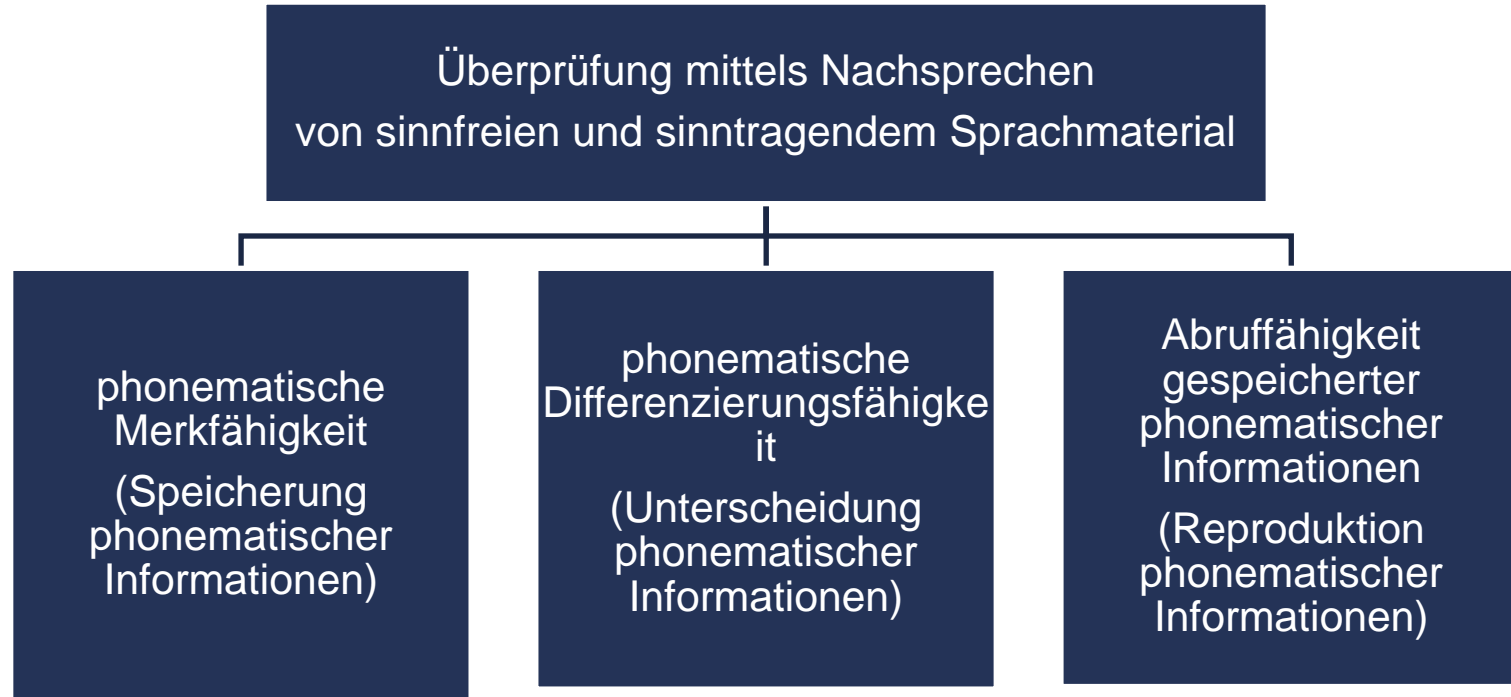 Überprüfung mittels Nachsprechen
von sinnfreien und sinntragendem Sprachmaterial
phonematische
Merkfähigkeit
(Speicherung
phonematischer
Informationen)
phonematische
Differenzierungsfähigke
it
(Unterscheidung
phonematischer
Informationen)
Abruffähigkeit
gespeicherter
phonematischer
Informationen
(Reproduktion
phonematischer
Informationen)